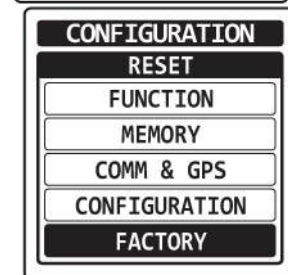 CONFIGURATION
RESET
FUNCTION
MEMORY
COMM & GPS
CONFIGURATION
FACTORY